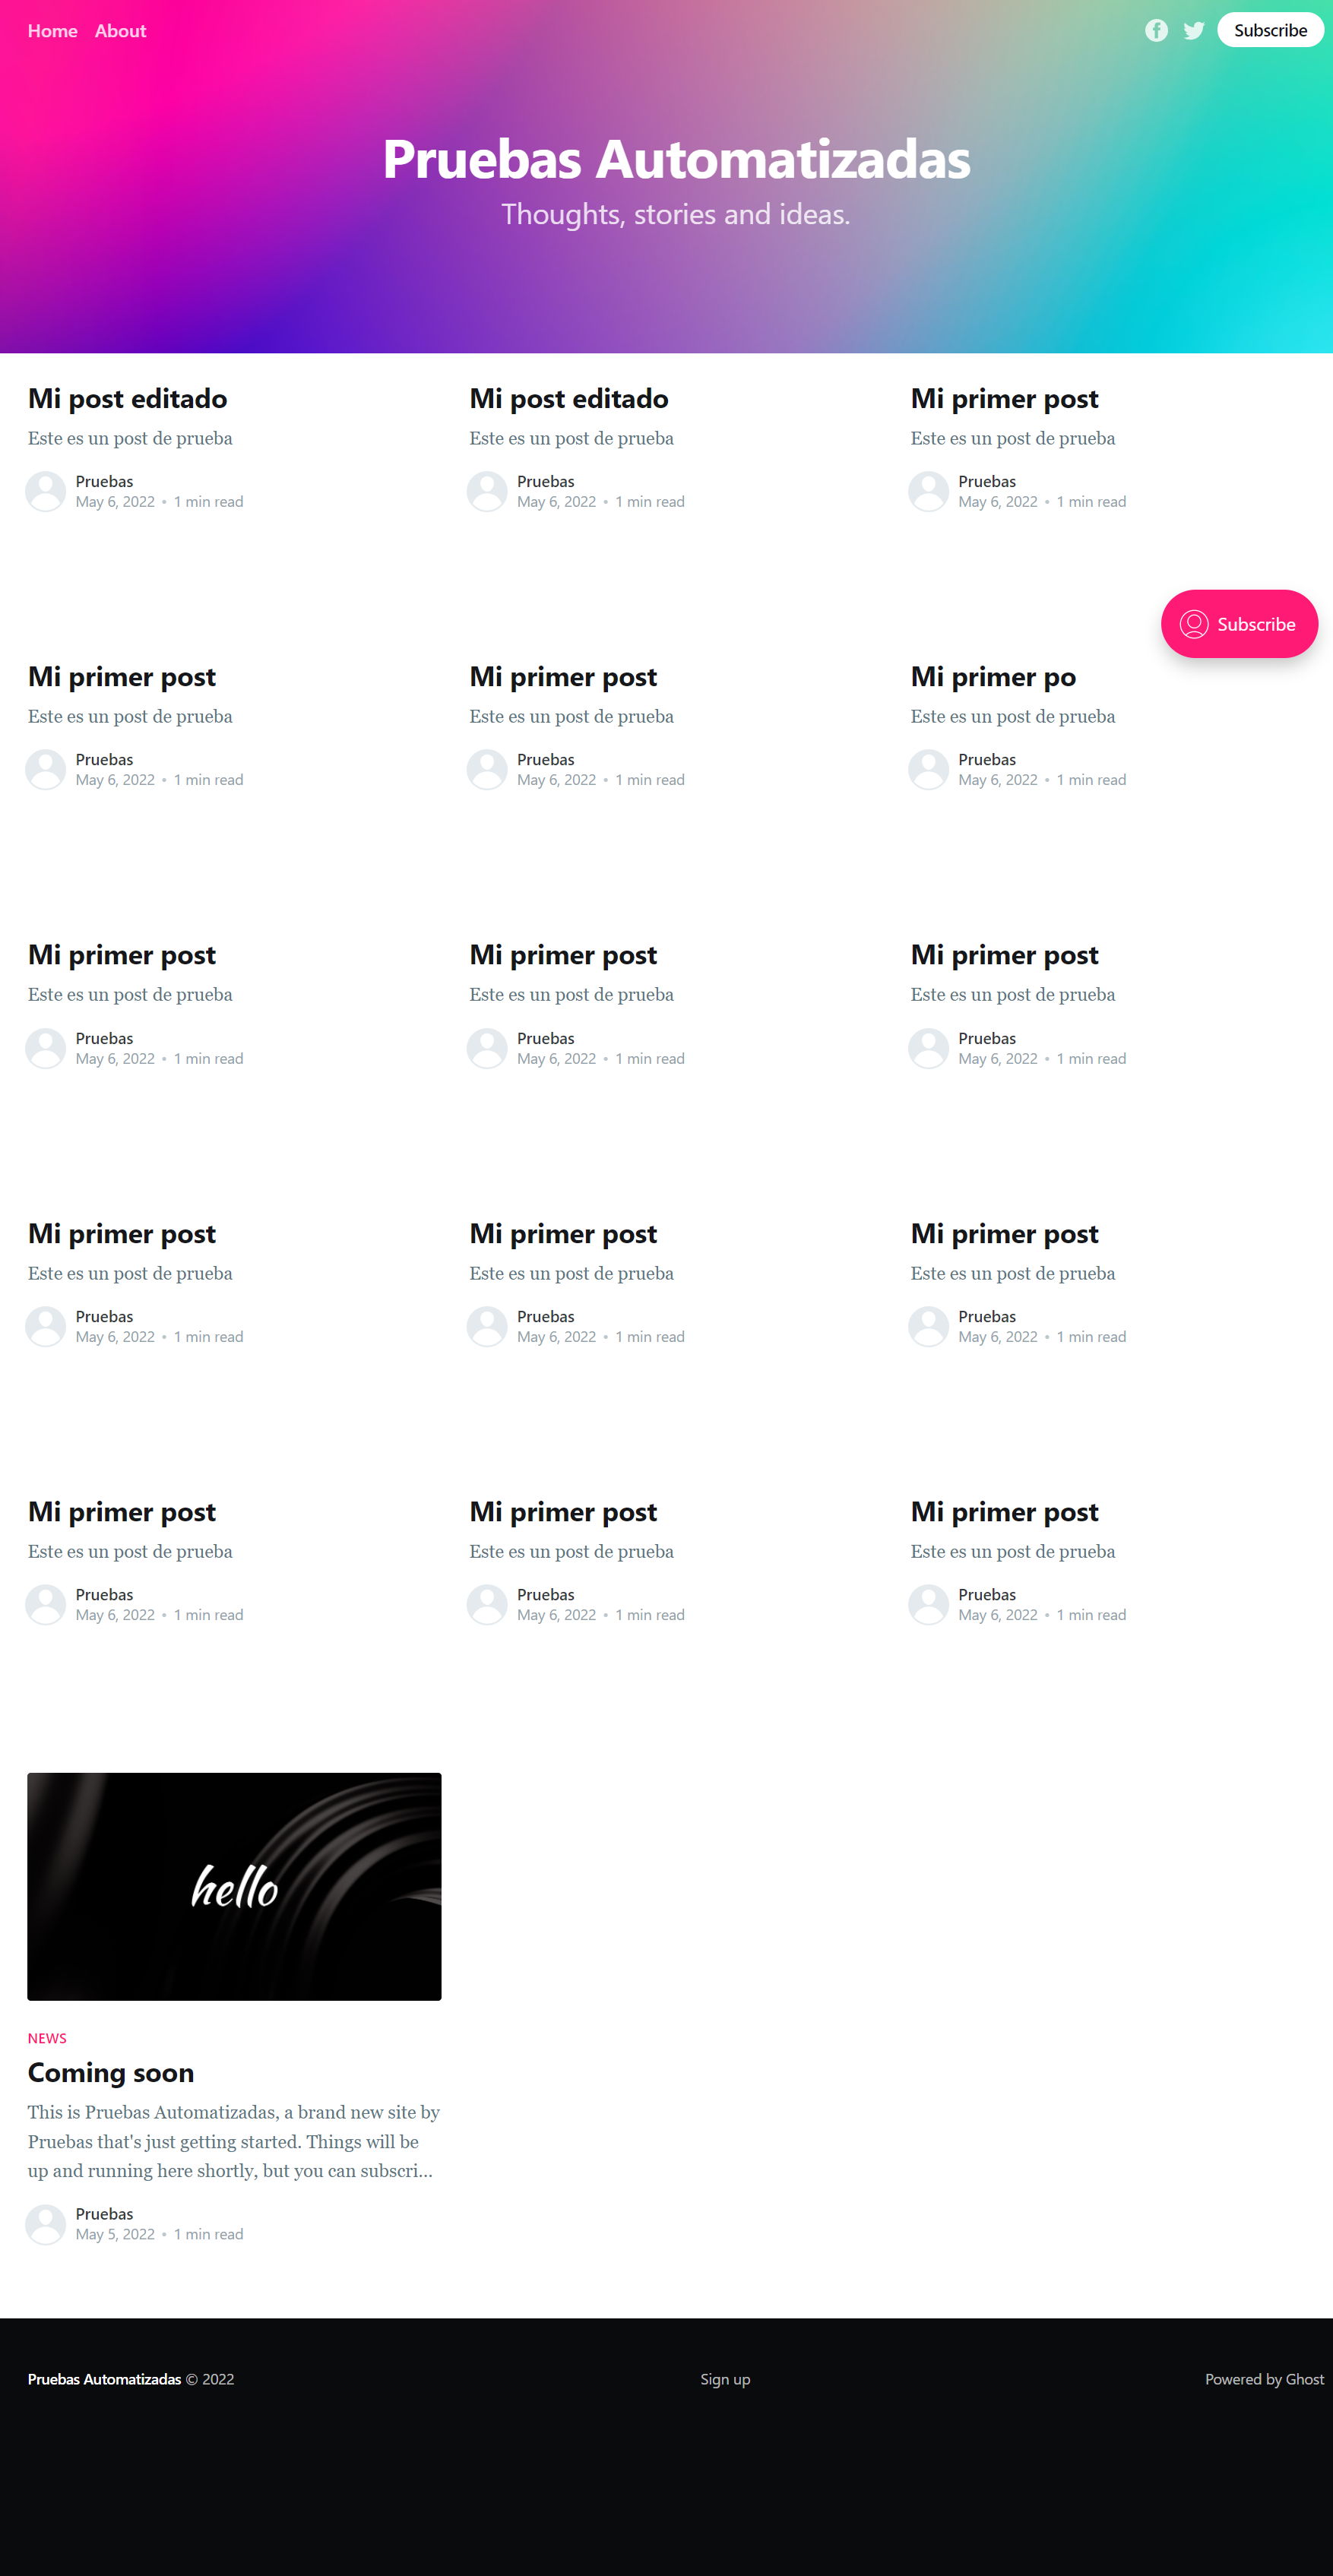 Home About
Subscribe
Pruebas Automatizadas
Thoughts, stories and ideas.
Mi post editado
Este es un post de prueba
Pruebas
May 6, 2022 • 1 min read
Mi post editado
Este es un post de prueba
Pruebas
May 6, 2022 • 1 min read
Mi primer post
Este es un post de prueba
Pruebas
May 6, 2022 • 1 min read
Subscribe
Mi primer post
Este es un post de prueba
Pruebas
May 6, 2022 • 1 min read
Mi primer post
Este es un post de prueba
Pruebas
May 6, 2022 • 1 min read
Mi primer po
Este es un post de prueba
Pruebas
May 6, 2022 • 1 min read
Mi primer post
Este es un post de prueba
Pruebas
May 6, 2022 • 1 min read
Mi primer post
Este es un post de prueba
Pruebas
May 6, 2022 • 1 min read
Mi primer post
Este es un post de prueba
Pruebas
May 6, 2022 • 1 min read
Mi primer post
Este es un post de prueba
Pruebas
May 6, 2022 • 1 min read
Mi primer post
Este es un post de prueba
Pruebas
May 6, 2022 • 1 min read
Mi primer post
Este es un post de prueba
Pruebas
May 6, 2022 • 1 min read
Mi primer post
Este es un post de prueba
Pruebas
May 6, 2022 • 1 min read
Mi primer post
Este es un post de prueba
Pruebas
May 6, 2022 • 1 min read
Mi primer post
Este es un post de prueba
Pruebas
May 6, 2022 • 1 min read
hello
NEWS
Coming soon
This is Pruebas Automatizadas, a brand new site by
Pruebas that's just getting started. Things will be
up and running here shortly, but you can subscri...
Pruebas
May 5, 2022 • 1 min read
Pruebas Automatizadas © 2022
Sign up
Powered by Ghost